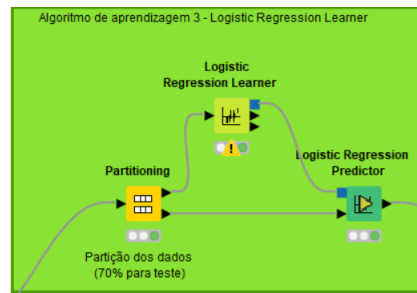 Algoritmo de aprendizagem 3 - Logistic Regression Learner
Logistic
Regression Learner
Partitioning
Logistic Regression
Predictor
Partição dos dados
(70% para teste)